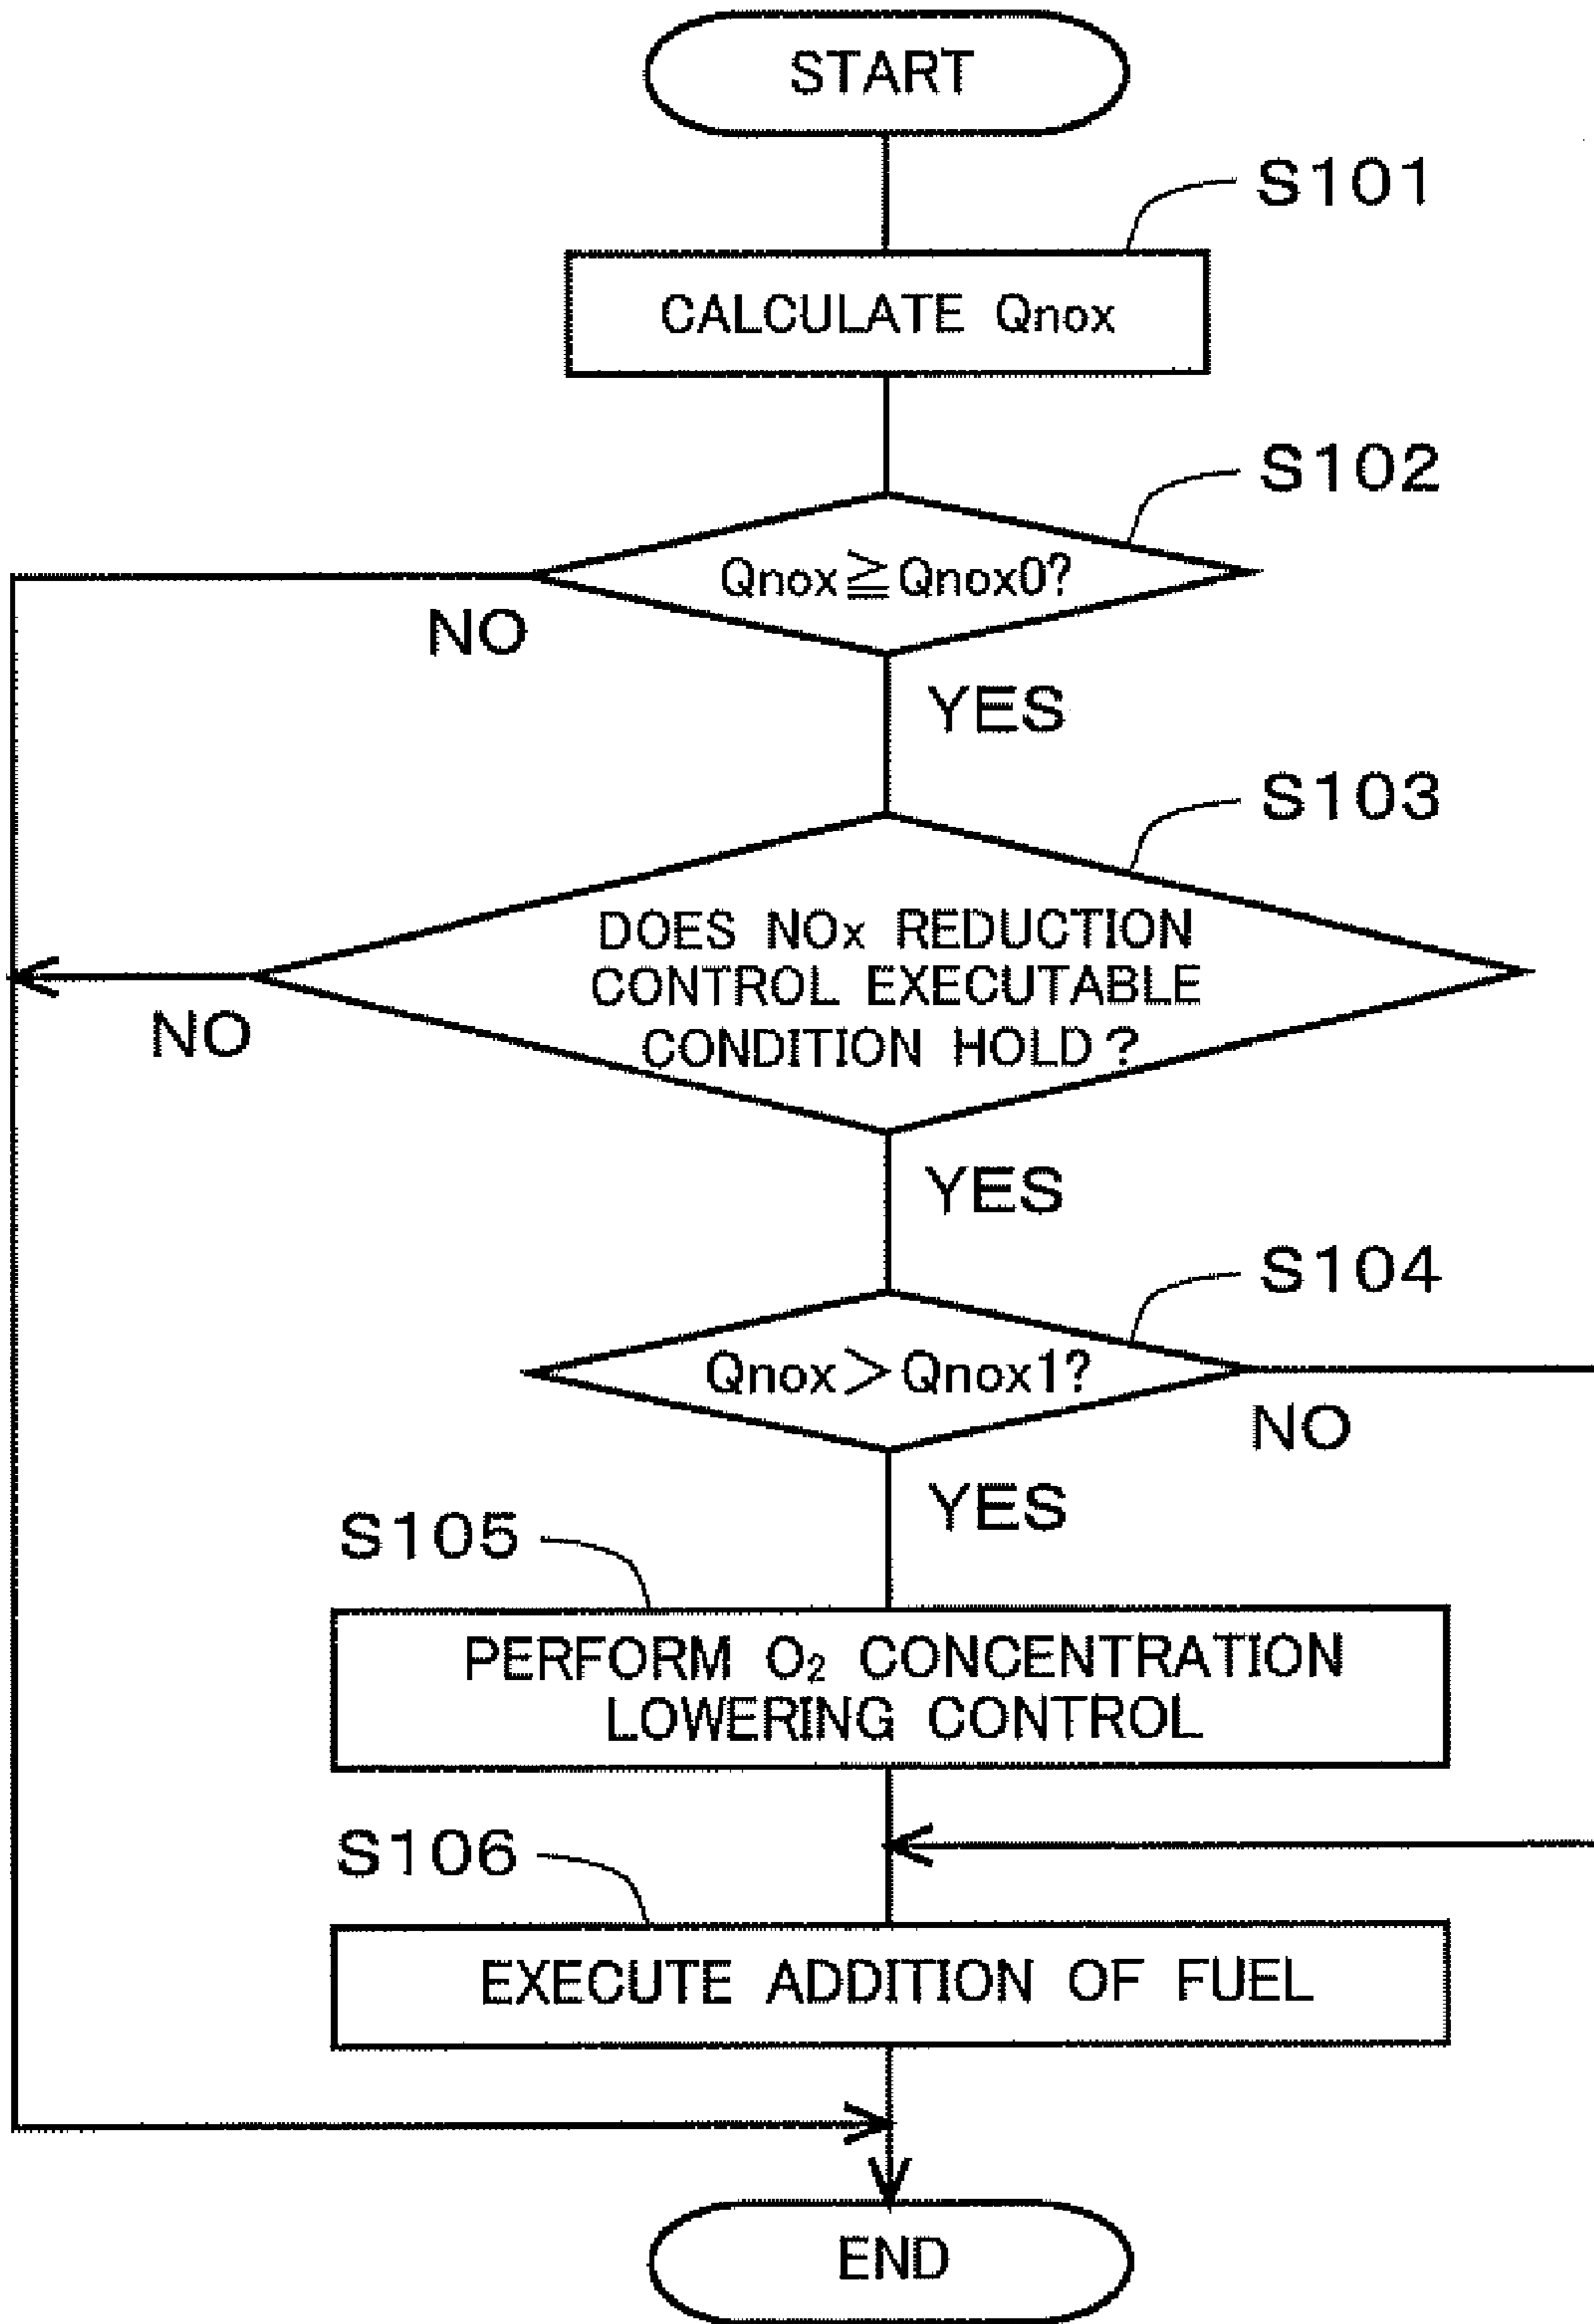 START
S101
CALCULATE Qnox
S102
Qnox≧Qnox0?
NO
YES
S103
DOES NOx REDUCTION
CONTROL EXECUTABLE
CONDITION HOLD?
NO
YES
S104
Qnox>Qnox1?
NO
YES
S105
PERFORM O₂ CONCENTRATION
LOWERING CONTROL
S106
EXECUTE ADDITION OF FUEL
END